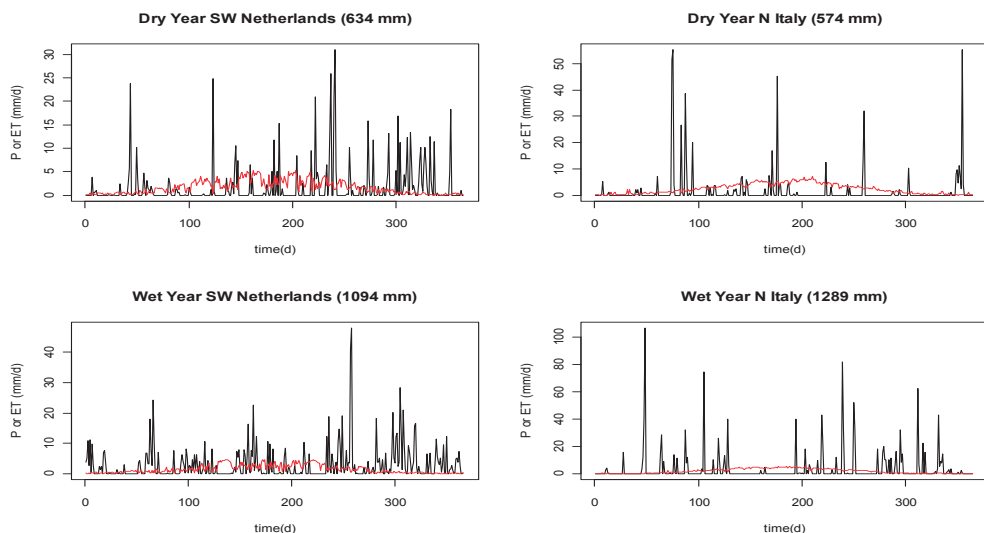 Dry Year SW Netherlands (634 mm)
P or ET (mm/d)
0 5 10 15 20 25 30
0 100 200 300
time(d)
Dry Year N Italy (574 mm)
P or ET (mm/d)
0 10 20 30 40 50
0 100 200 300
time(d)
Wet Year SW Netherlands (1094 mm)
P or ET (mm/d)
0 10 20 30 40
0 100 200 300
time(d)
Wet Year N Italy (1289 mm)
P or ET (mm/d)
0 20 40 60 80 100
0 100 200 300
time(d)